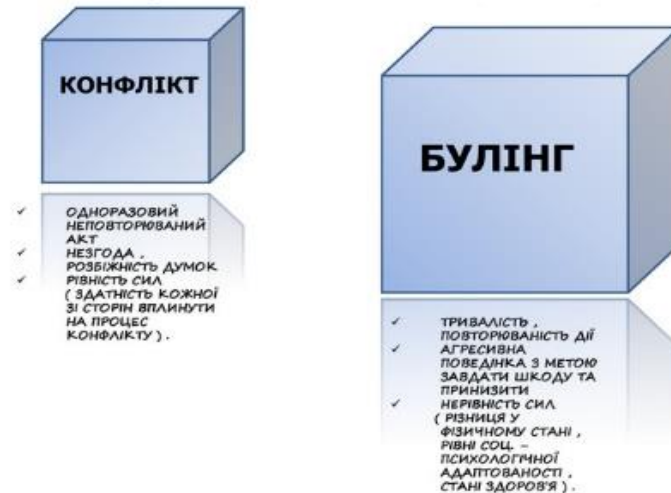 КОНФЛІКТ
✓ ОДНОРАЗОВИЙ
НЕПОВТОРЮВАНИЙ
АКТ
✓ НЕЗГОДА ,
РОЗБІЖНІСТЬ ДУМОК
✓ РІВНІСТЬ СИЛ
( ЗДАТНІСТЬ КОЖНОЇ
ЗІ СТОРІН ВПЛИНУТИ
НА ПРОЦЕС
КОНФЛІКТУ ) .
БУЛІНГ
✓ ТРИВАЛІСТЬ ,
ПОВТОРЮВАНІСТЬ ДІЇ
✓ АГРЕСИВНА
ПОВЕДІНКА З МЕТОЮ
ЗАВДАТИ ШКОДУ ТА
ПРИНИЗИТИ
✓ НЕРІВНІСТЬ СИЛ
( РІЗНИЦЯ У
ФІЗИЧНОМУ СТАНІ ,
РІВНІ СОЦ. –
ПСИХОЛОГІЧНОЇ
АДАПТОВАНОСТІ ,
СТАНІ ЗДОРОВ'Я ) .